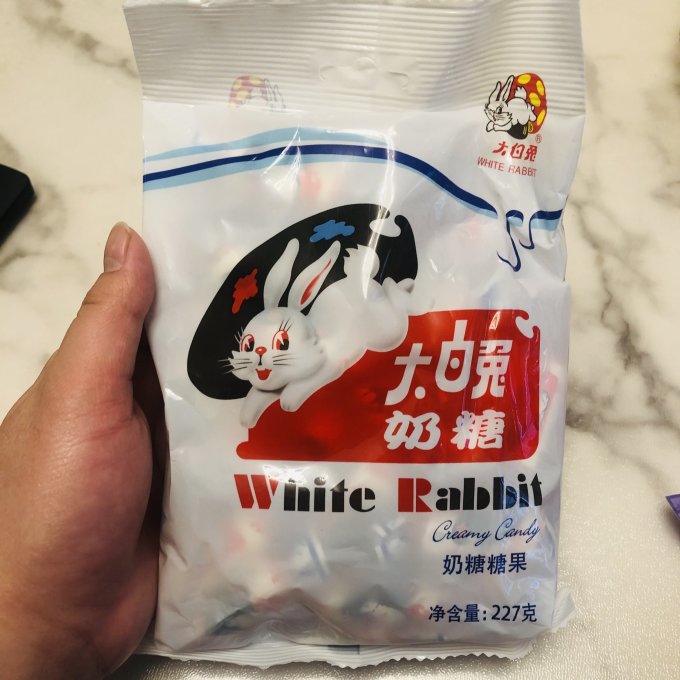 大白兔®
WHITE RABBIT
大白兔
奶糖
White Rabbit
Creamy Candy
奶糖糖果
净含量:227克